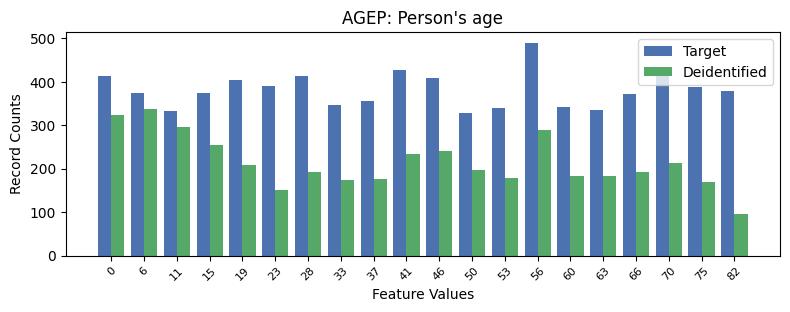 AGEP: Person's age
Target
Deidentified
Record Counts
500
400
300
200
100
0
0 6 11 15 19 23 28 33 37 41 46 50 53 56 60 63 66 70 75 82
Feature Values